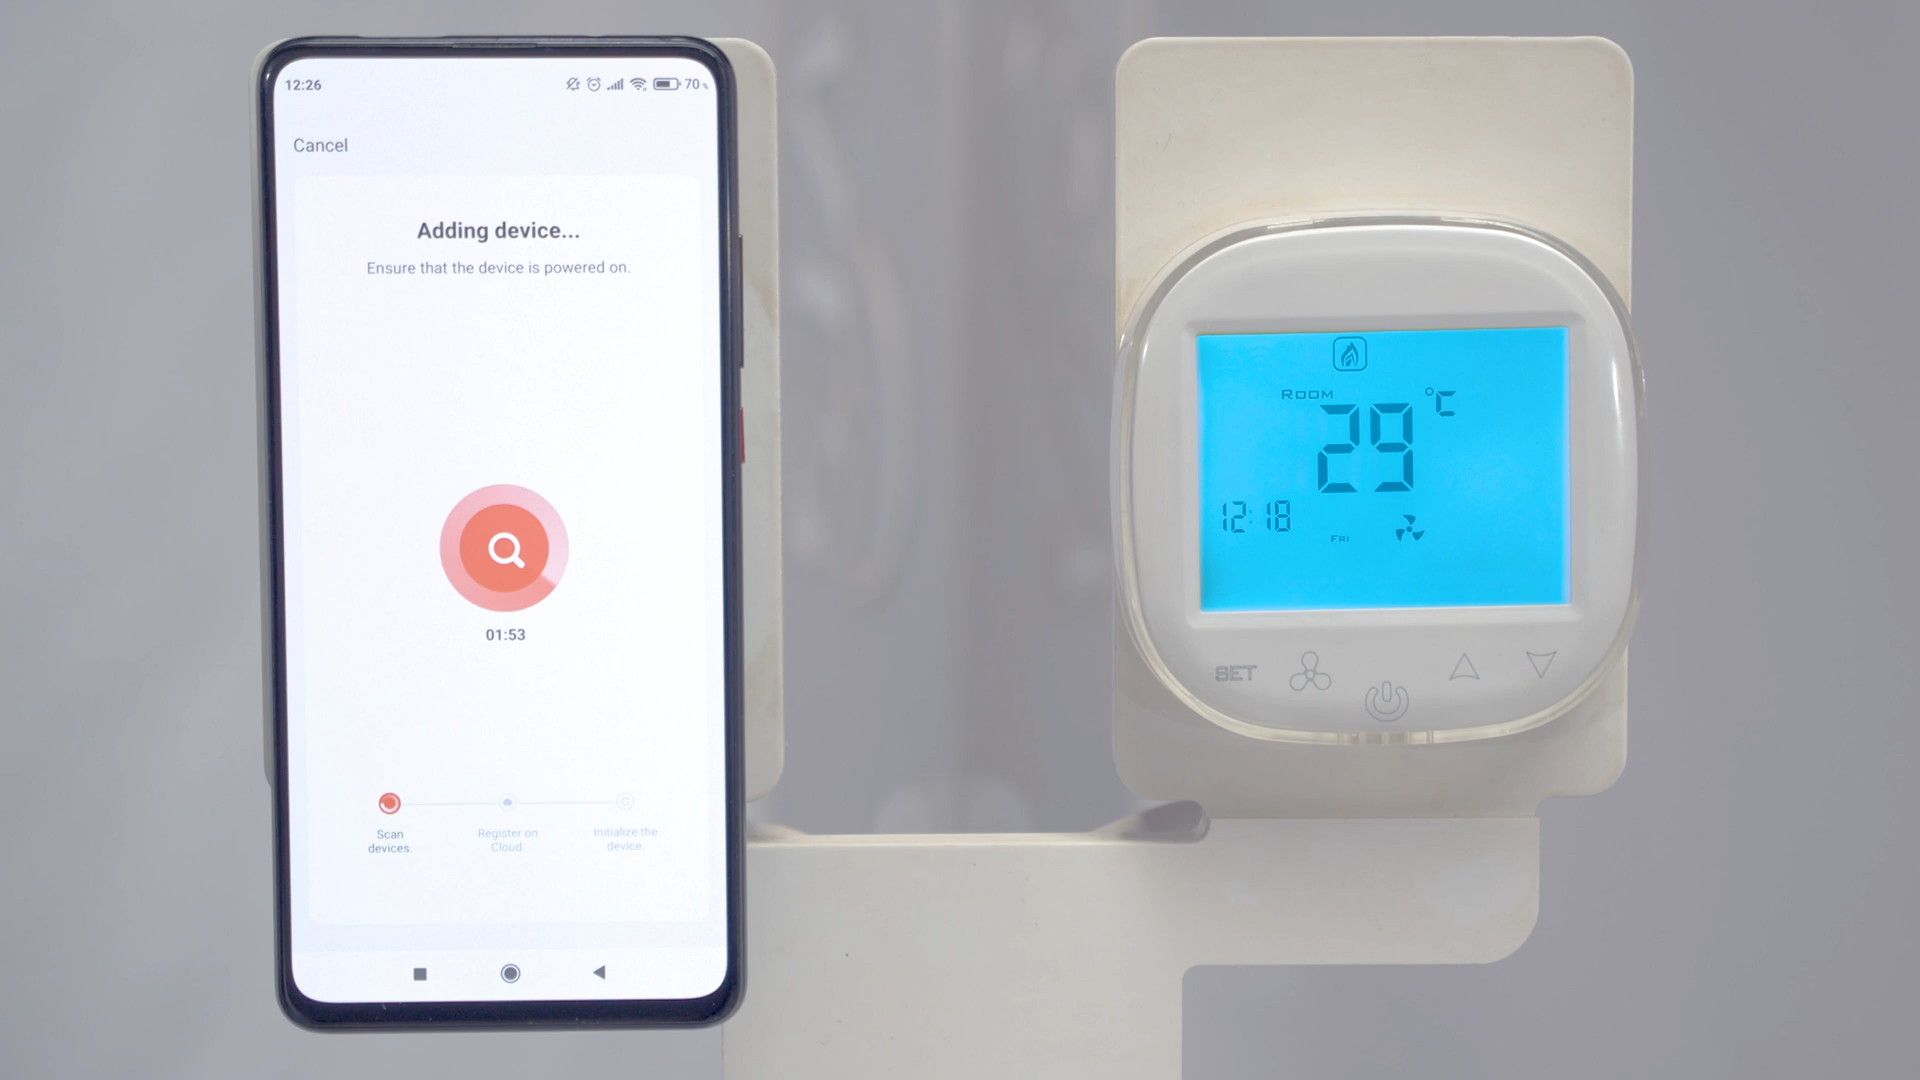 12:26
70%
Cancel
Adding device...
Ensure that the device is powered on.
01:53
Scan
devices.
Register on
Cloud.
Initialize the
device.
ROOM
29 °C
12:18
FRI
SET